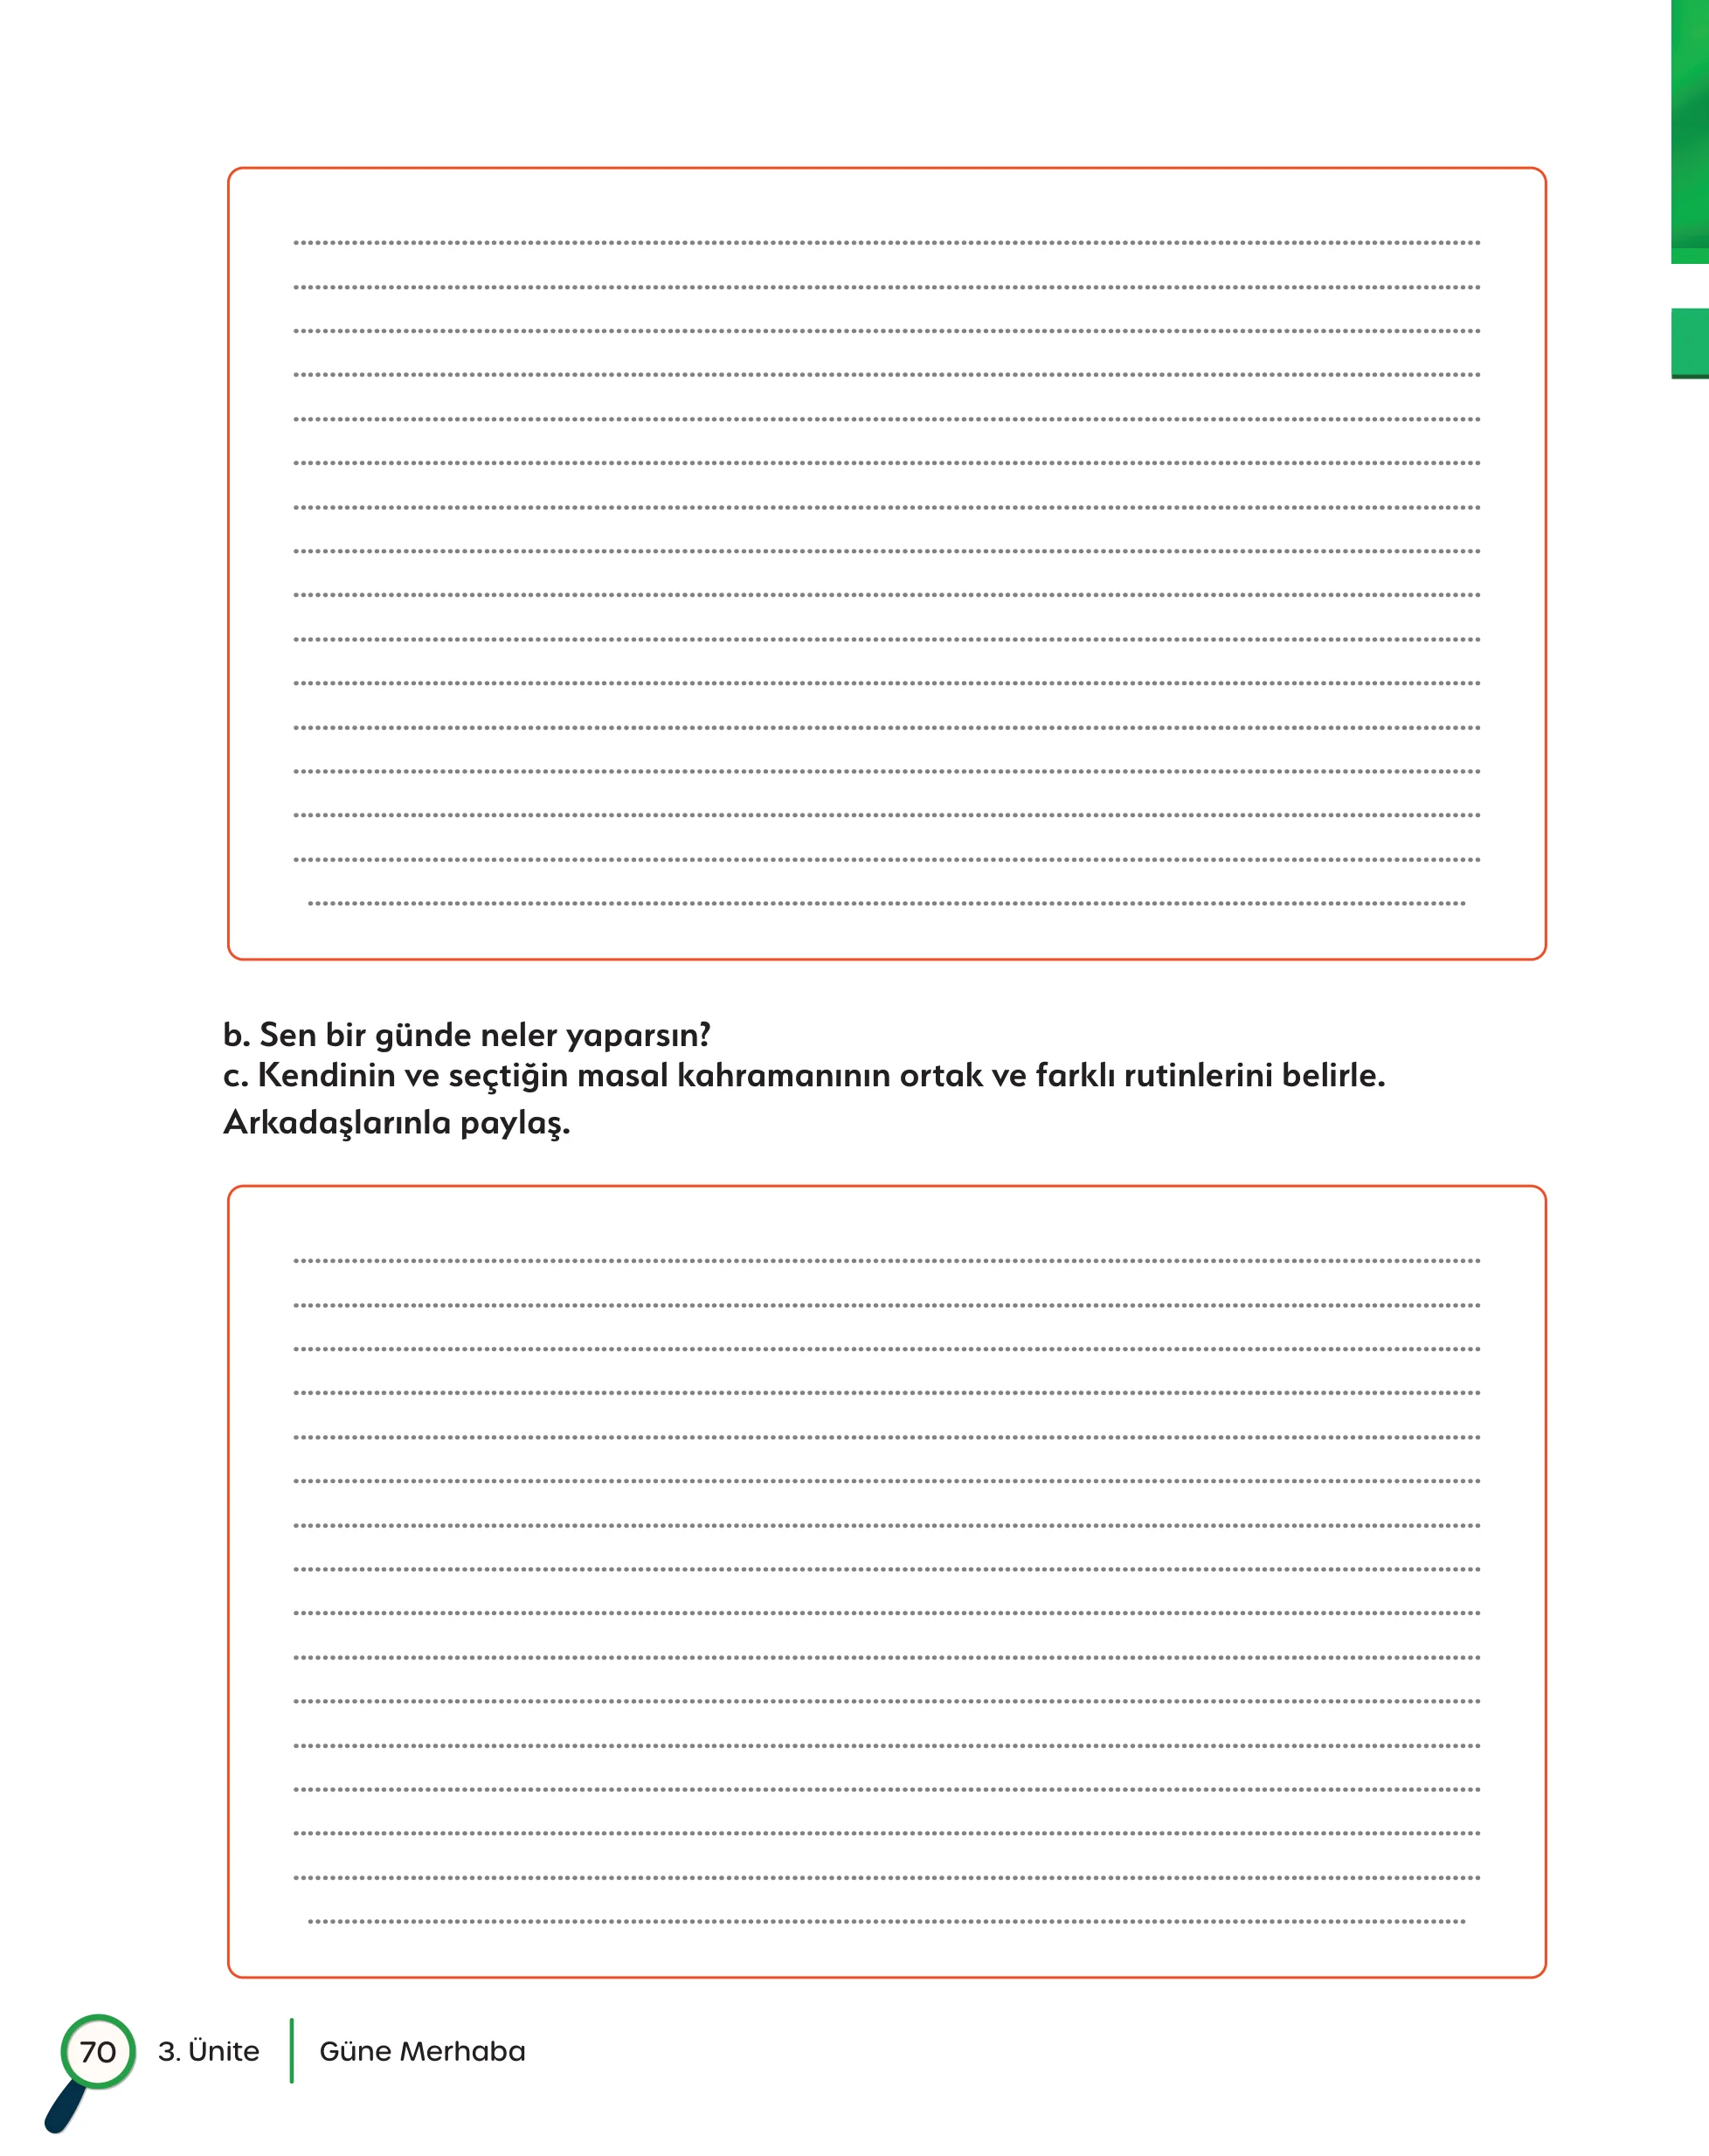 b. Sen bir günde neler yaparsın?
c. Kendinin ve seçtiğin masal kahramanının ortak ve farklı rutinlerini belirle.
Arkadaşlarınla paylaş.
70 3. Ünite Güne Merhaba